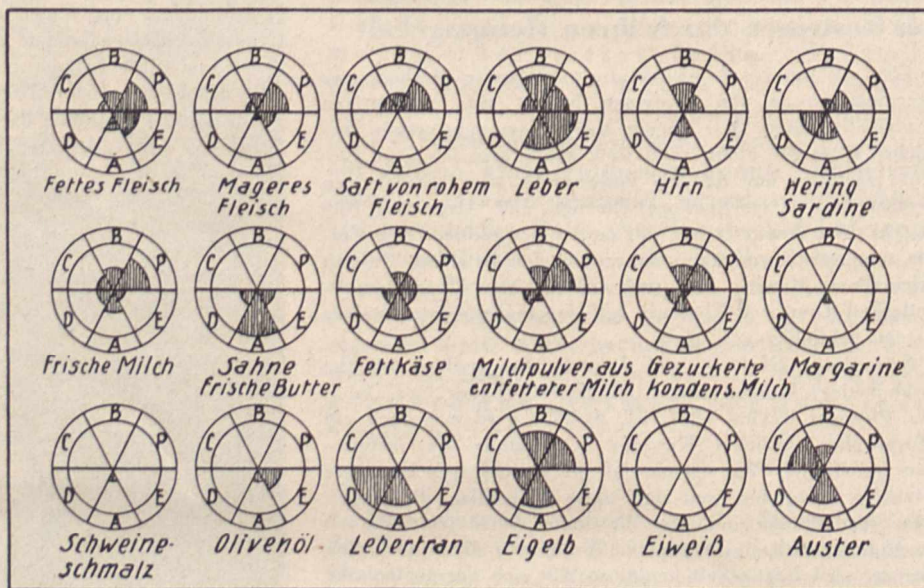 B B B B B B
C P C P C P C P C P C P
D E D E D E D E D E D E
A A A A A A
Fettes Fleisch Mageres Saft von rohem Leber Hirn Hering
Fleisch Fleisch Sardine
B B B B B B
C P C P C P C P C P C P
D E D E D E D E D E D E
A A A A A A
Frische Milch Sahne Fettkäse Milchpulver aus Gezuckerte Margarine
frische Butter entfetteter Milch kondens. Milch
B B B B B B
C P C P C P C P C P C P
D E D E D E D E D E D E
A A A A A A
Schweine- Olivenöl Lebertran Eigelb Eiweiß Auster
schmalz